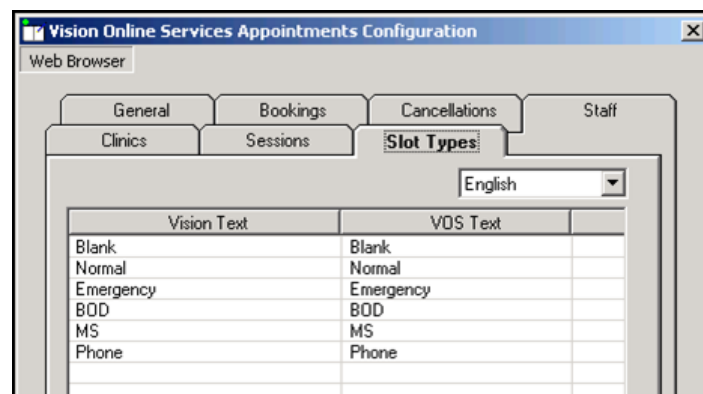 Vision Online Services Appointments Configuration
Web Browser
General Bookings Cancellations Staff
Clinics Sessions Slot Types
English
Vision Text VOS Text
Blank Blank
Normal Normal
Emergency Emergency
BOD BOD
MS MS
Phone Phone